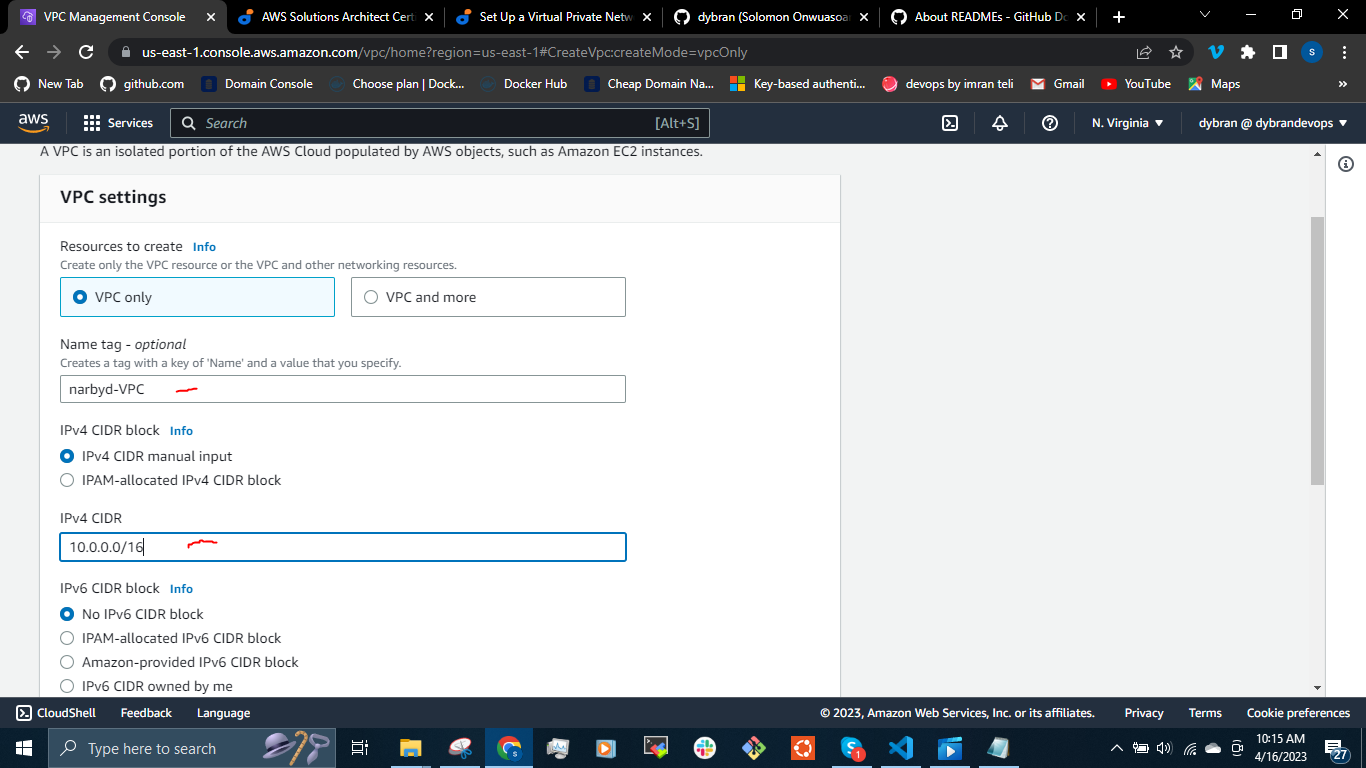 VPC Management Console
AWS Solutions Architect Cert
Set Up a Virtual Private Netw
dybran (Solomon Onwuasoa
About READMEs - GitHub Do
us-east-1.console.aws.amazon.com/vpc/home?region=us-east-1#CreateVpc:createMode=vpcOnly
S
New Tab
github.com
Domain Console
Choose plan | Dock...
Docker Hub
Cheap Domain Na...
Key-based authenti...
devops by imran teli
Gmail
YouTube
Maps
»
aws
Services
Search
[Alt+S]
N. Virginia
dybran @ dybrandevops
A VPC is an isolated portion of the AWS Cloud populated by AWS objects, such as Amazon EC2 instances.
VPC settings
Resources to create Info
Create only the VPC resource or the VPC and other networking resources.
VPC only
VPC and more
Name tag - optional
Creates a tag with a key of 'Name' and a value that you specify.
narbyd-VPC
IPv4 CIDR block Info
IPv4 CIDR manual input
IPAM-allocated IPv4 CIDR block
IPv4 CIDR
10.0.0.0/16
IPv6 CIDR block Info
No IPv6 CIDR block
IPAM-allocated IPv6 CIDR block
Amazon-provided IPv6 CIDR block
IPv6 CIDR owned by me
CloudShell
Feedback
Language
© 2023, Amazon Web Services, Inc. or its affiliates.
Privacy
Terms
Cookie preferences
Type here to search
1
10:15 AM
4/16/2023
27